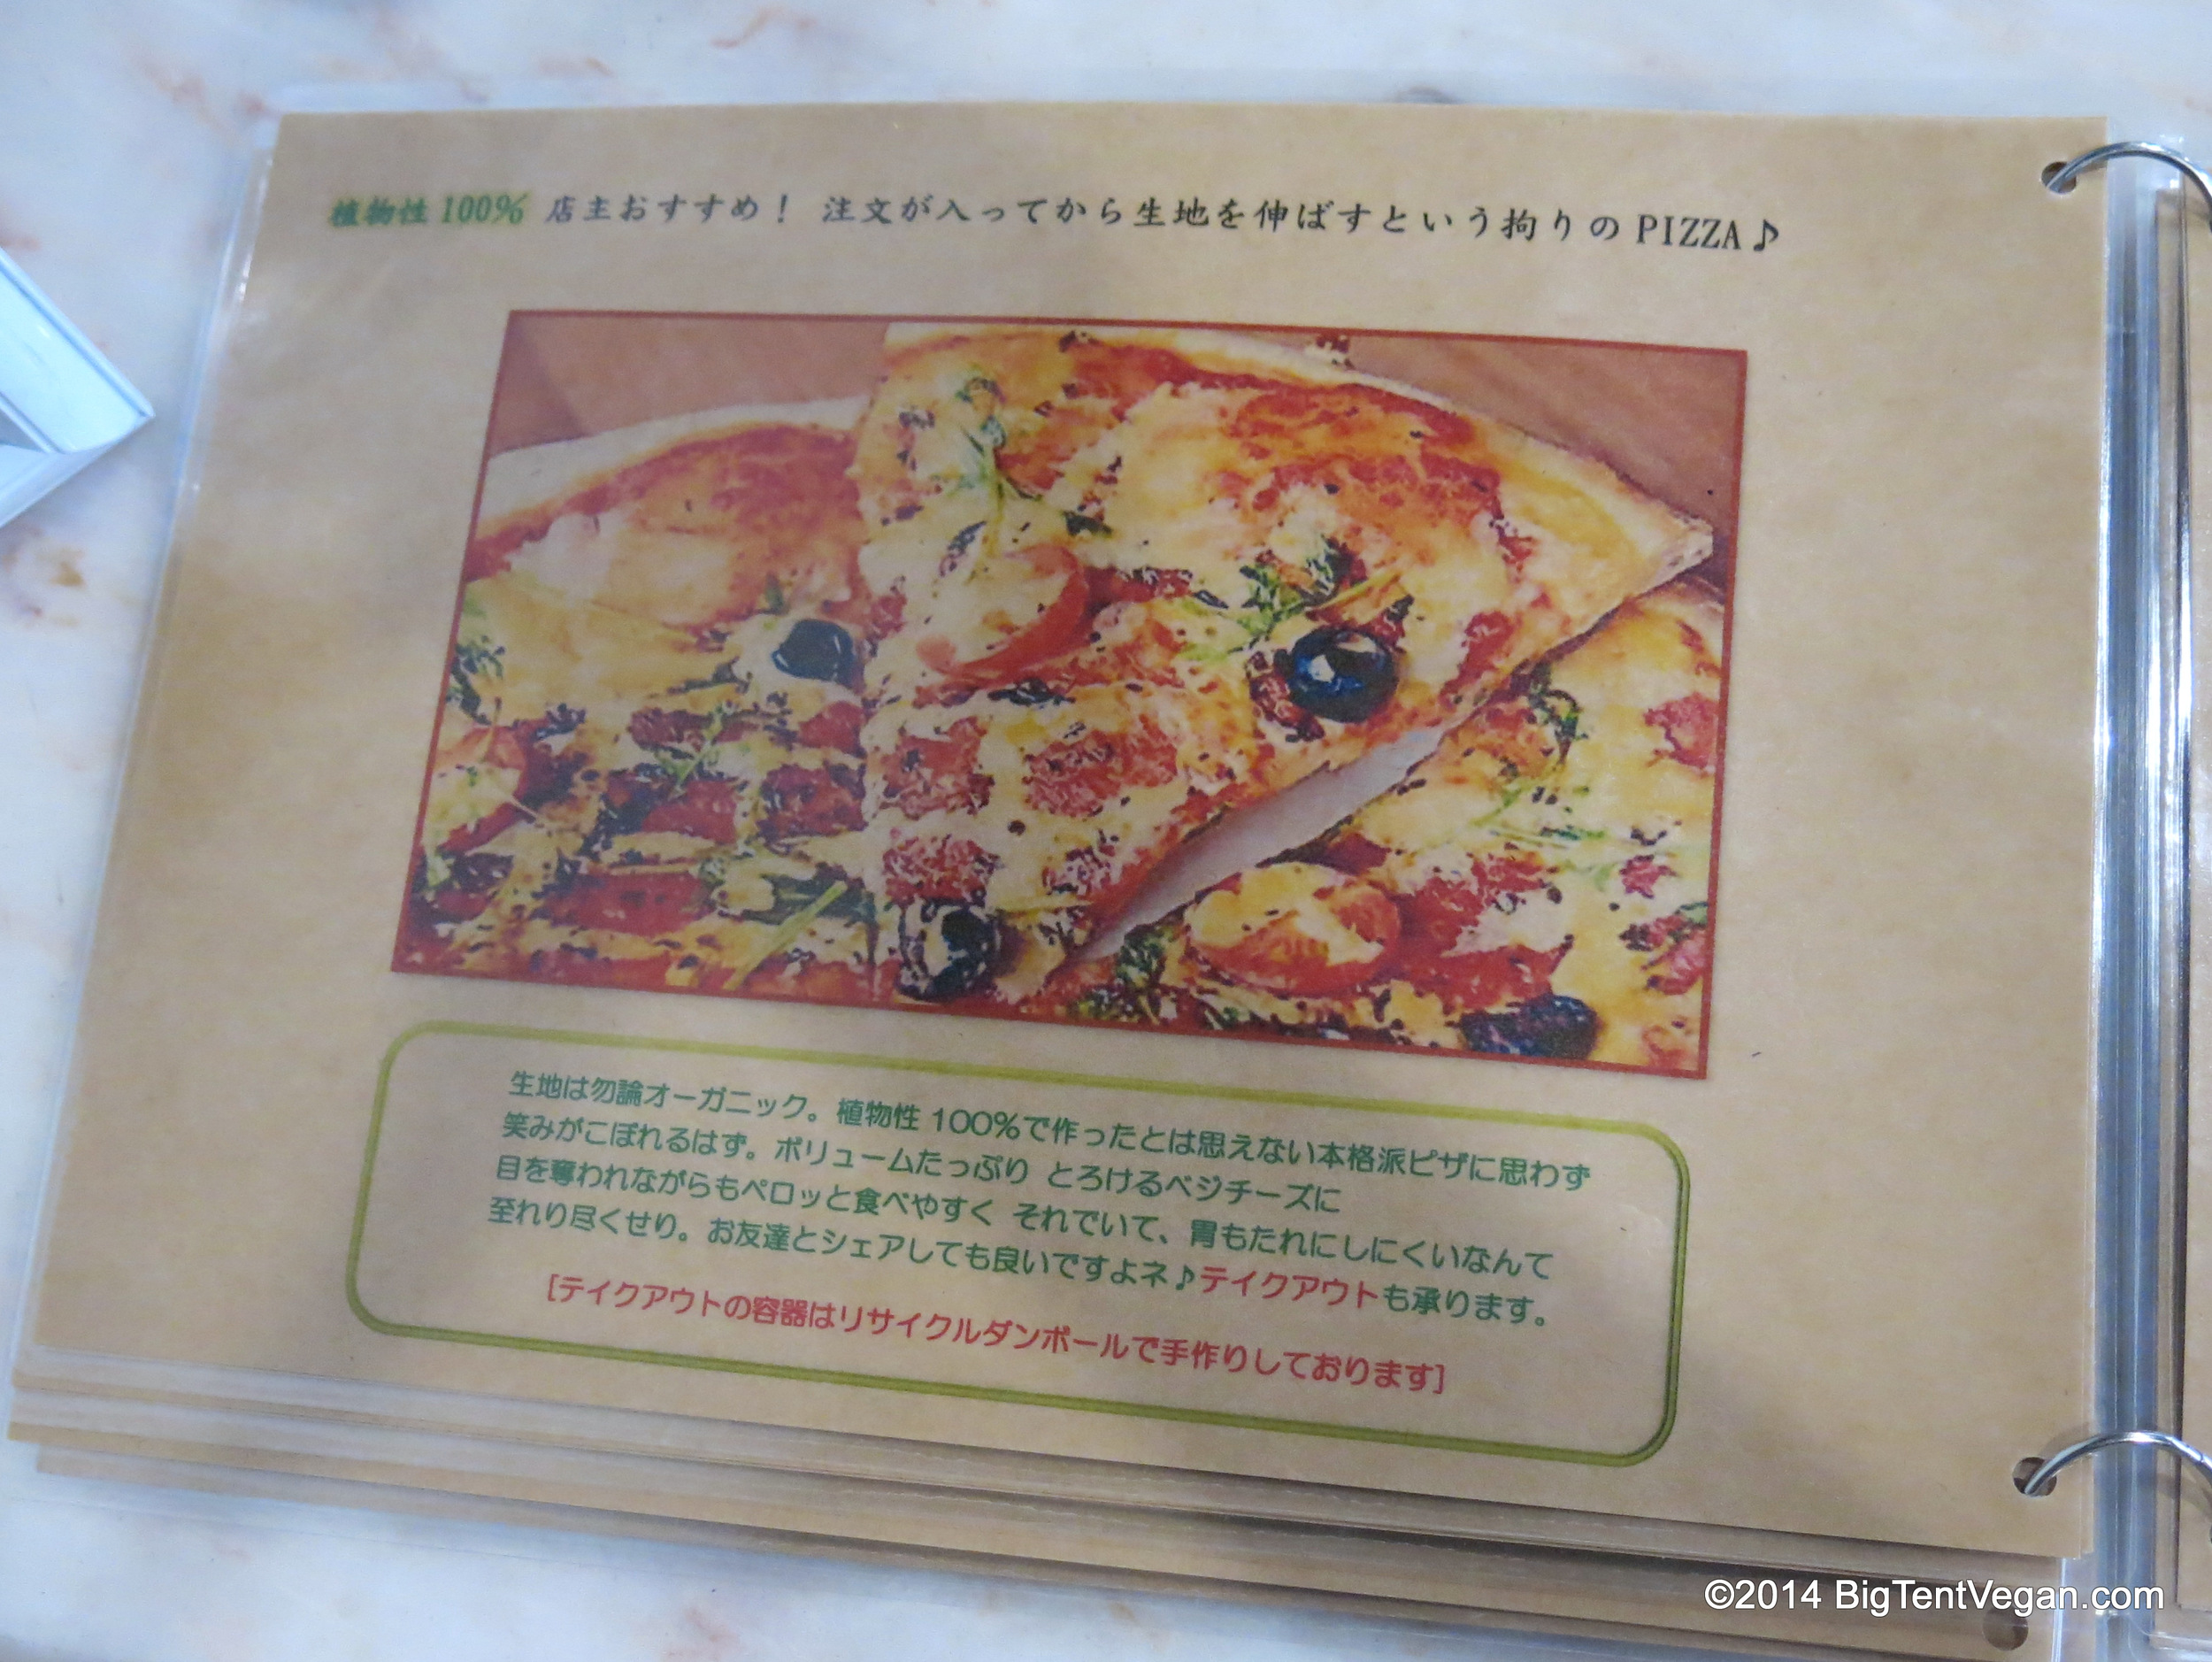 植物性 100% 店主おすすめ！ 注文が入ってから生地を伸ばすという拘りの PIZZA♪
生地は勿論オーガニック。植物性 100%で作ったとは思えない本格派ピザに思わず
笑みがこぼれるはず。ボリュームたっぷり とろけるベジチーズに
目を奪われながらもペロッと食べやすく それでいて、胃もたれにしにくいなんて
至れり尽くせり。お友達とシェアしても良いですよネ♪テイクアウトも承ります。
[テイクアウトの容器はリサイクルダンボールで手作りしております]
©2014 BigTentVegan.com